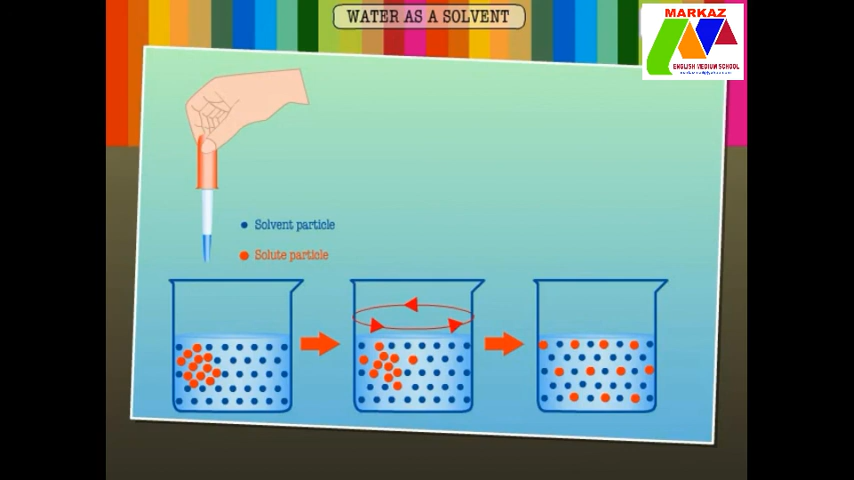 WATER AS A SOLVENT
MARKAZ
ENGLISH MEDIUM SCHOOL
Solvent particle
Solute particle